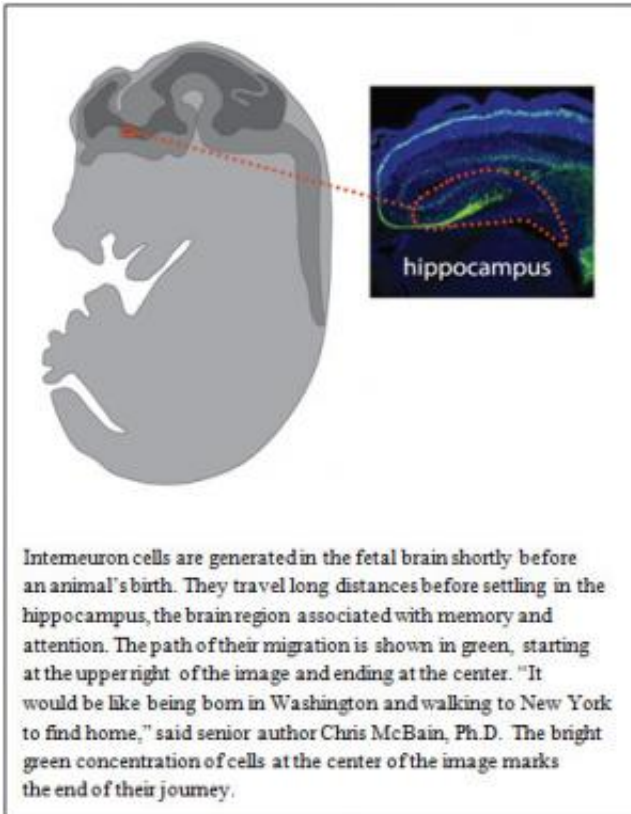 hippocampus
Interneuron cells are generated in the fetal brain shortly before
an animal's birth. They travel long distances before settling in the
hippocampus, the brain region associated with memory and
attention. The path of their migration is shown in green, starting
at the upper right of the image and ending at the center. “It
would be like being born in Washington and walking to New York
to find home,” said senior author Chris McBain, Ph.D. The bright
green concentration of cells at the center of the image marks
the end of their journey.